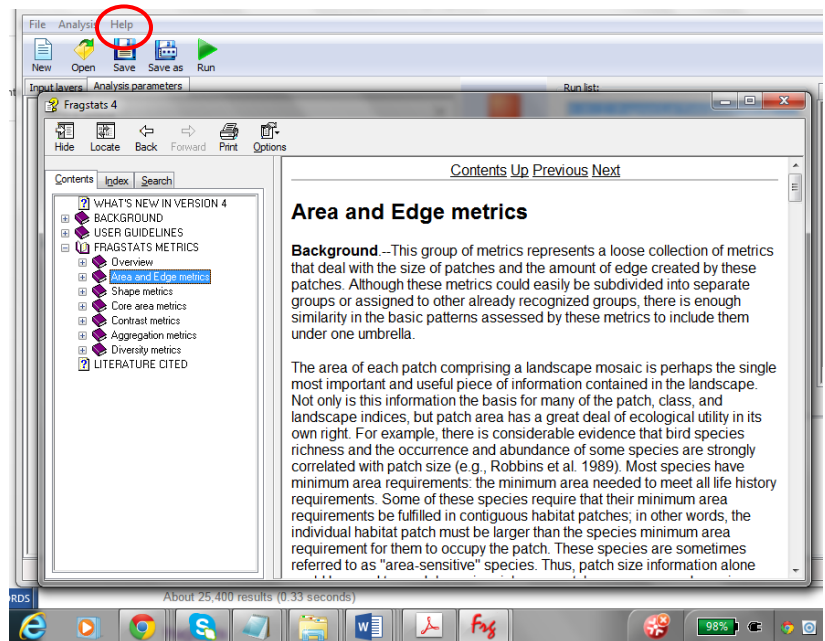 File Analysis Help
New Open Save Save as Run
Input layers Analysis parameters
Run list:
Fragstats 4
Hide Locate Back Forward Print Options
Contents Index Search
WHAT'S NEW IN VERSION 4
BACKGROUND
USER GUIDELINES
FRAGSTATS METRICS
Overview
Area and Edge metrics
Shape metrics
Core area metrics
Contrast metrics
Aggregation metrics
Diversity metrics
LITERATURE CITED
Contents Up Previous Next
Area and Edge metrics
Background.--This group of metrics represents a loose collection of metrics
that deal with the size of patches and the amount of edge created by these
patches. Although these metrics could easily be subdivided into separate
groups or assigned to other already recognized groups, there is enough
similarity in the basic patterns assessed by these metrics to include them
under one umbrella.
The area of each patch comprising a landscape mosaic is perhaps the single
most important and useful piece of information contained in the landscape.
Not only is this information the basis for many of the patch, class, and
landscape indices, but patch area has a great deal of ecological utility in its
own right. For example, there is considerable evidence that bird species
richness and the occurrence and abundance of some species are strongly
correlated with patch size (e.g., Robbins et al. 1989). Most species have
minimum area requirements: the minimum area needed to meet all life history
requirements. Some of these species require that their minimum area
requirements be fulfilled in contiguous habitat patches; in other words, the
individual habitat patch must be larger than the species minimum area
requirement for them to occupy the patch. These species are sometimes
referred to as "area-sensitive" species. Thus, patch size information alone
About 25,400 results (0.33 seconds)
Frg
98%